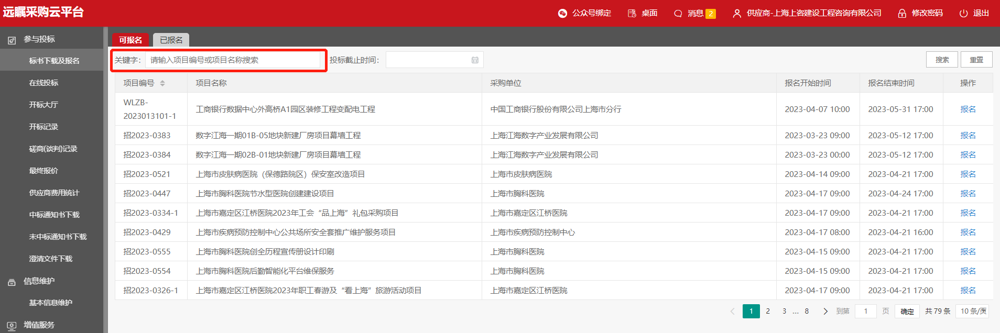 远瞩采购云平台
公众号绑定
桌面
消息 2
供应商-上海上咨建设工程咨询有限公司
修改密码
退出
参与投标
标书下载及报名
在线投标
开标大厅
开标记录
磋商(谈判)记录
最终报价
供应商费用统计
中标通知书下载
未中标通知书下载
澄清文件下载
信息维护
基本信息维护
增值服务
可报名 已报名
关键字： 请输入项目编号或项目名称搜索 投标截止时间： 搜索 重置
项目编号 项目名称 采购单位 报名开始时间 报名结束时间 操作
WLZB-
2023013101-1 工商银行数据中心外高桥A1园区装修工程变配电工程 中国工商银行股份有限公司上海市分行 2023-04-07 10:00 2023-05-31 17:00 报名
招2023-0383 数字江海一期01B-05地块新建厂房项目幕墙工程 上海江海数字产业发展有限公司 2023-03-23 09:00 2023-05-12 17:00 报名
招2023-0384 数字江海一期02B-01地块新建厂房项目幕墙工程 上海江海数字产业发展有限公司 2023-03-23 00:00 2023-05-12 17:00 报名
招2023-0521 上海市皮肤病医院（保德路院区）保安室改造项目 上海市皮肤病医院 2023-04-14 09:00 2023-04-21 17:00 报名
招2023-0447 上海市胸科医院节水型医院创建建设项目 上海市胸科医院 2023-04-17 09:00 2023-04-24 17:00 报名
招2023-0334-1 上海市嘉定区江桥医院2023年工会“品上海”礼包采购项目 上海市嘉定区江桥医院 2023-04-17 09:00 2023-04-21 17:00 报名
招2023-0429 上海市疾病预防控制中心公共场所安全套推广维护服务项目 上海市疾病预防控制中心 2023-04-17 08:00 2023-04-21 16:00 报名
招2023-0555 上海市胸科医院创全历程宣传册设计印刷 上海市胸科医院 2023-04-15 09:00 2023-04-21 17:00 报名
招2023-0554 上海市胸科医院后勤智能化平台维保服务 上海市胸科医院 2023-04-15 09:00 2023-04-21 17:00 报名
招2023-0326-1 上海市嘉定区江桥医院2023年职工春游及“看上海”旅游活动项目 上海市嘉定区江桥医院 2023-04-17 09:00 2023-04-21 17:00 报名
1 2 3 ... 8 到第 1 页 确定 共 79 条 10 条/页